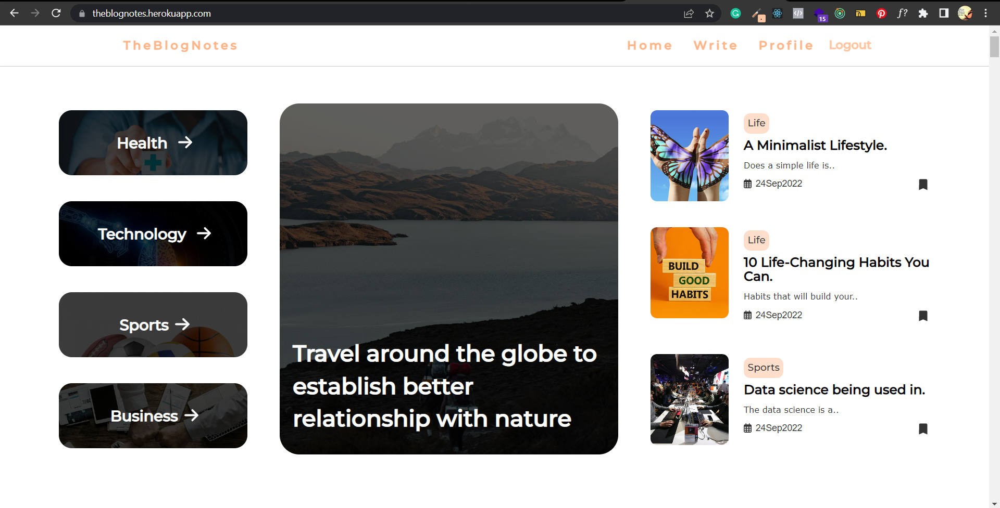 theblognotes.herokuapp.com
15
f?
TheBlogNotes
Home Write Profile Logout
Health
Technology
Sports
Business
Travel around the globe to
establish better
relationship with nature
Life
A Minimalist Lifestyle.
Does a simple life is..
24Sep2022
BUILD
GOOD
HABITS
Life
10 Life-Changing Habits You
Can.
Habits that will build your..
24Sep2022
Sports
Data science being used in.
The data science is a..
24Sep2022